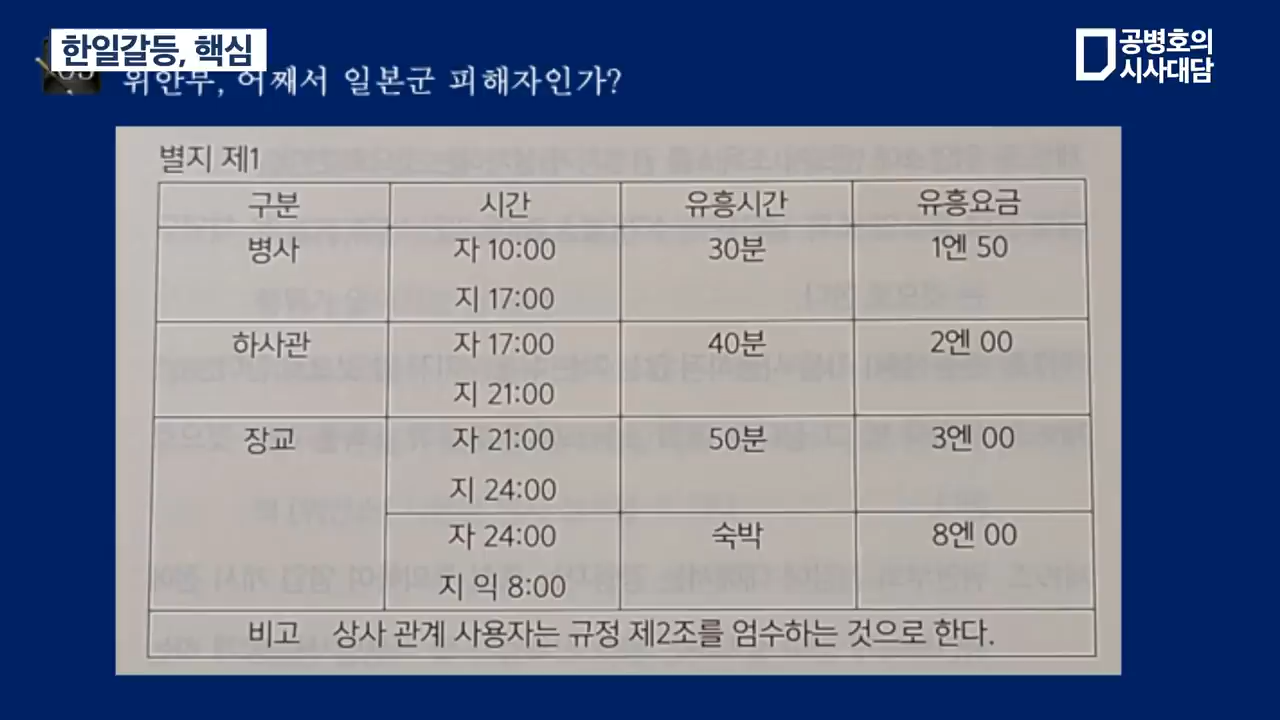 한일갈등, 핵심
공병호의
시사대담
위안부, 어째서 일본군 피해자인가?
별지 제1
구분 시간 유흥시간 유흥요금
병사 자 10:00 30분 1엔 50
지 17:00
하사관 자 17:00 40분 2엔 00
지 21:00
장교 자 21:00 50분 3엔 00
지 24:00
자 24:00 숙박 8엔 00
지 익 8:00
비고 상사 관계 사용자는 규정 제2조를 엄수하는 것으로 한다.